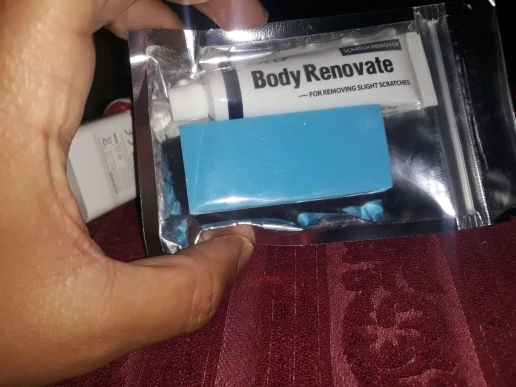 SCRATCH REMOVER
Body Renovate
— FOR REMOVING SLIGHT SCRATCHES